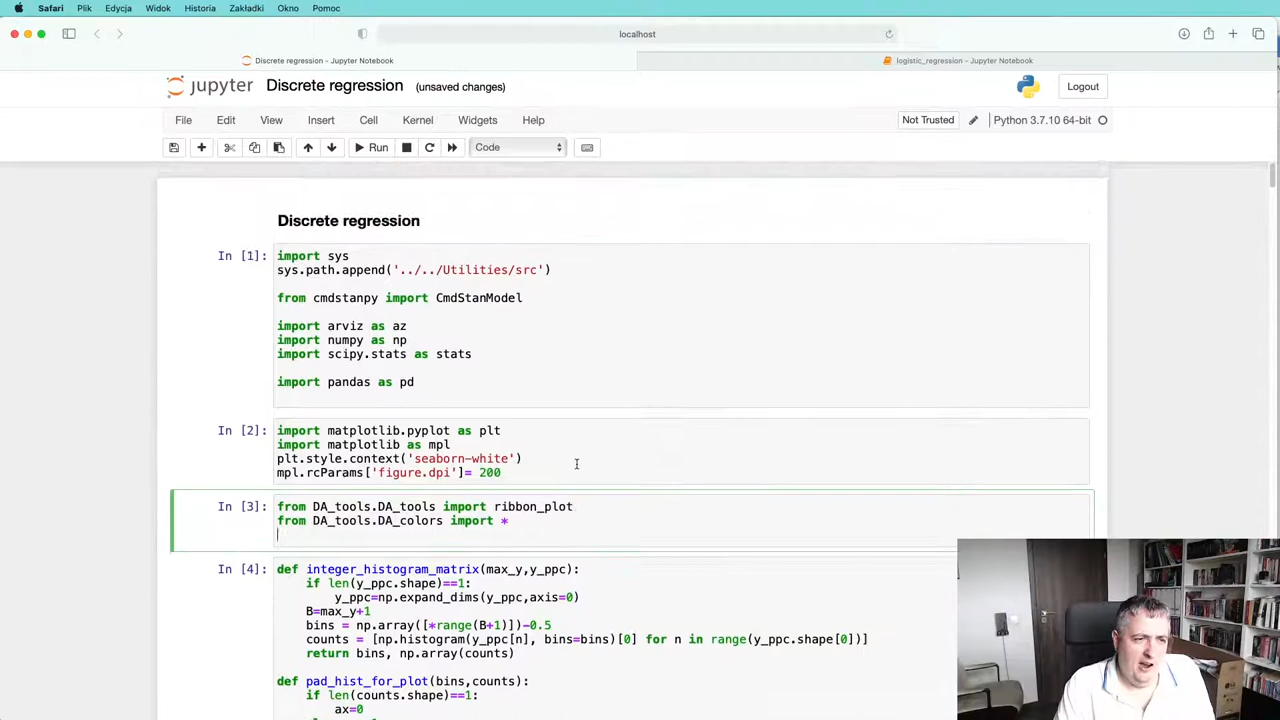 Safari Plik Edycja Widok Historia Zakładki Okno Pomoc
localhost
Discrete regression – Jupyter Notebook
logistic_regression – Jupyter Notebook
jupyter Discrete regression (unsaved changes)
Logout
File Edit View Insert Cell Kernel Widgets Help
Not Trusted
Python 3.7.10 64-bit
Run
Code
Discrete regression
In [1]:
import sys
sys.path.append('../../Utilities/src')
from cmdstanpy import CmdStanModel
import arviz as az
import numpy as np
import scipy.stats as stats
import pandas as pd
In [2]:
import matplotlib.pyplot as plt
import matplotlib as mpl
plt.style.context('seaborn-white')
mpl.rcParams['figure.dpi']= 200
In [3]:
from DA_tools.DA_tools import ribbon_plot
from DA_tools.DA_colors import *
In [4]:
def integer_histogram_matrix(max_y,y_ppc):
if len(y_ppc.shape)==1:
y_ppc=np.expand_dims(y_ppc,axis=0)
B=max_y+1
bins = np.array([*range(B+1)])-0.5
counts = [np.histogram(y_ppc[n], bins=bins)[0] for n in range(y_ppc.shape[0])]
return bins, np.array(counts)
def pad_hist_for_plot(bins,counts):
if len(counts.shape)==1:
ax=0